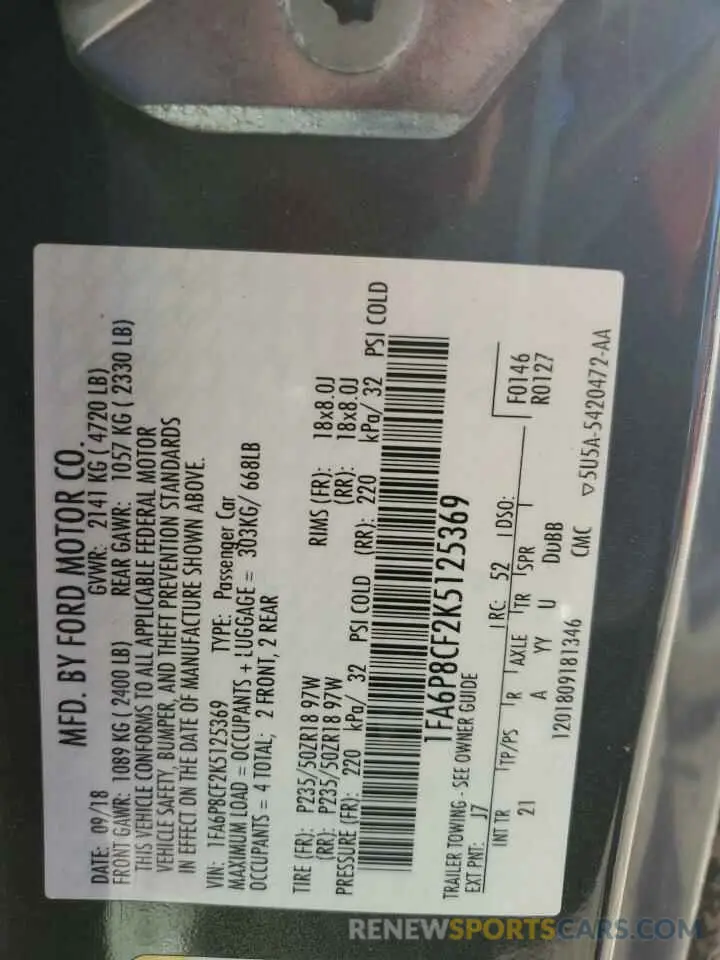 MFD. BY FORD MOTOR CO.
DATE: 09/18 GVWR: 2141 KG ( 4720 LB)
FRONT GAWR: 1089 KG ( 2400 LB) REAR GAWR: 1057 KG ( 2330 LB)
THIS VEHICLE CONFORMS TO ALL APPLICABLE FEDERAL MOTOR
VEHICLE SAFETY, BUMPER, AND THEFT PREVENTION STANDARDS
IN EFFECT ON THE DATE OF MANUFACTURE SHOWN ABOVE.
VIN: 1FA6P8CF2K5125369 TYPE: Passenger Car
MAXIMUM LOAD = OCCUPANTS + LUGGAGE = 303KG/ 668LB
OCCUPANTS = 4 TOTAL; 2 FRONT, 2 REAR
TIRE (FR): P235/50ZR18 97W RIMS (FR): 18x8.0J
(RR): P235/50ZR18 97W (RR): 18x8.0J
PRESSURE (FR): 220 kPa/ 32 PSI COLD (RR): 220 kPa/ 32 PSI COLD
1FA6P8CF2K5125369
TRAILER TOWING - SEE OWNER GUIDE
EXT PNT: J7 RC: 52 DSO: F0146
R0127
INT TR TP/PS R AXLE TR SPR
21 A YY U DuBB
1201809181346 CMC ▽5U5A-5420472-AA
RENEWSPORTSCARS.COM